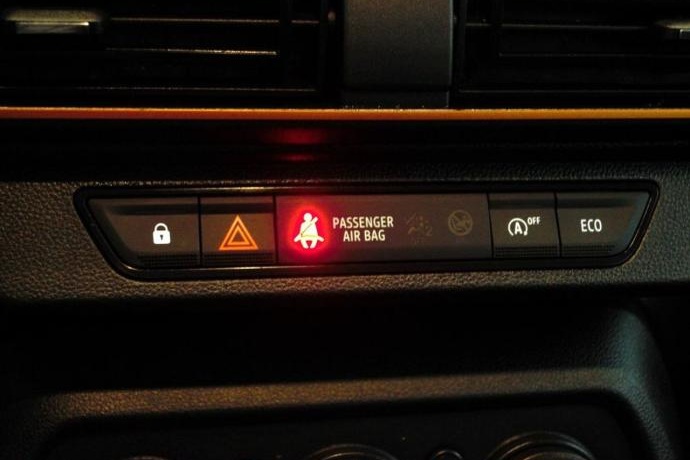 PASSENGER
AIR BAG
A OFF
ECO